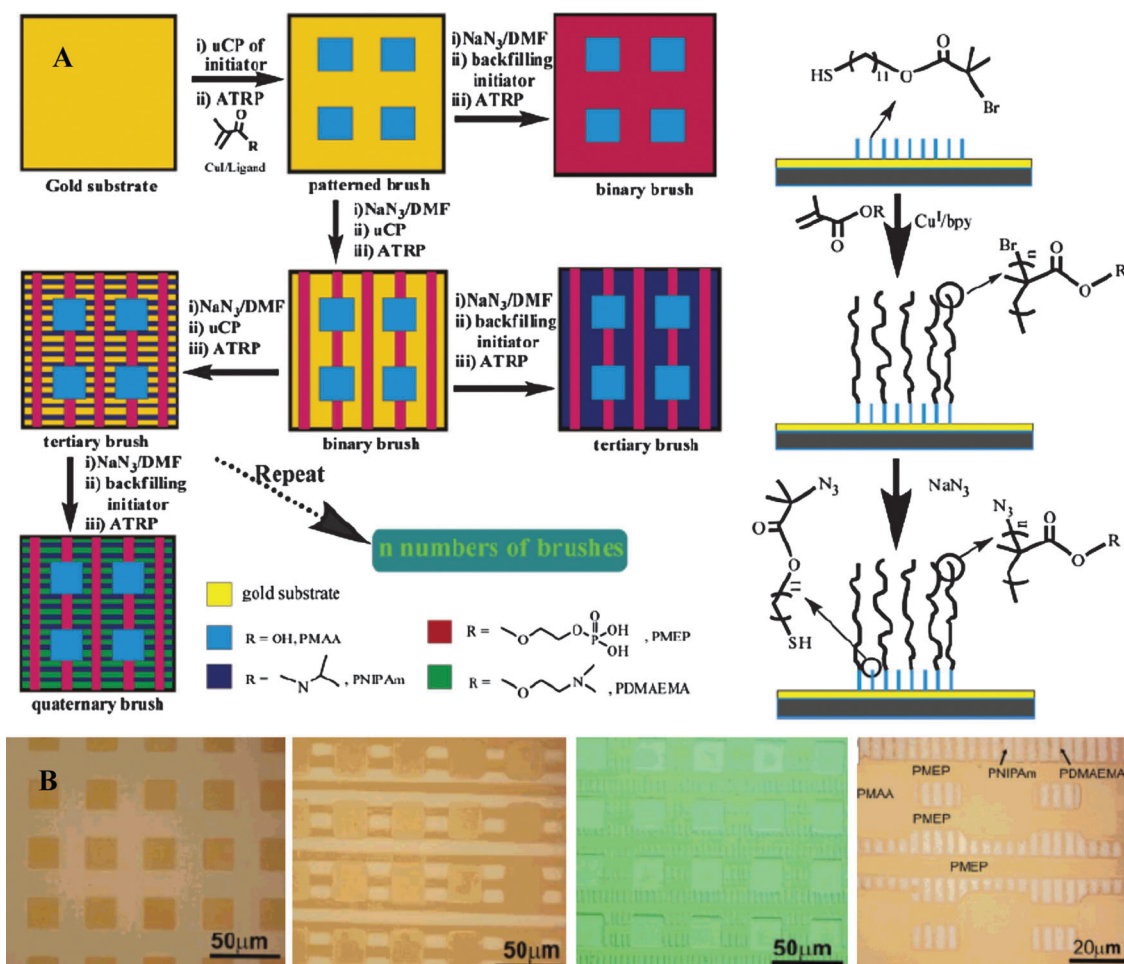 A
i) uCP of
initiator
ii) ATRP
O
R
CuI/Ligand
Gold substrate
patterned brush
i)NaN3/DMF
ii) backfilling
initiator
iii) ATRP
binary brush
i)NaN3/DMF
ii) uCP
iii) ATRP
i)NaN3/DMF
ii) uCP
iii) ATRP
i)NaN3/DMF
ii) backfilling
initiator
iii) ATRP
tertiary brush
binary brush
tertiary brush
i)NaN3/DMF
ii) backfilling
initiator
iii) ATRP
Repeat
n numbers of brushes
quaternary brush
gold substrate
R = OH, PMAA
R = N , PNIPAm
R = O O O P OH OH , PMEP
R = O N , PDMAEMA
HS 11 O O Br
OR
O
CuI/bpy
Br n O O R
N3
O
O
11
SH
NaN3
N3 n O O R
B
50μm
50μm
50μm
PMEP PNIPAm PDMAEMA
PMAA
PMEP
PMEP
20μm